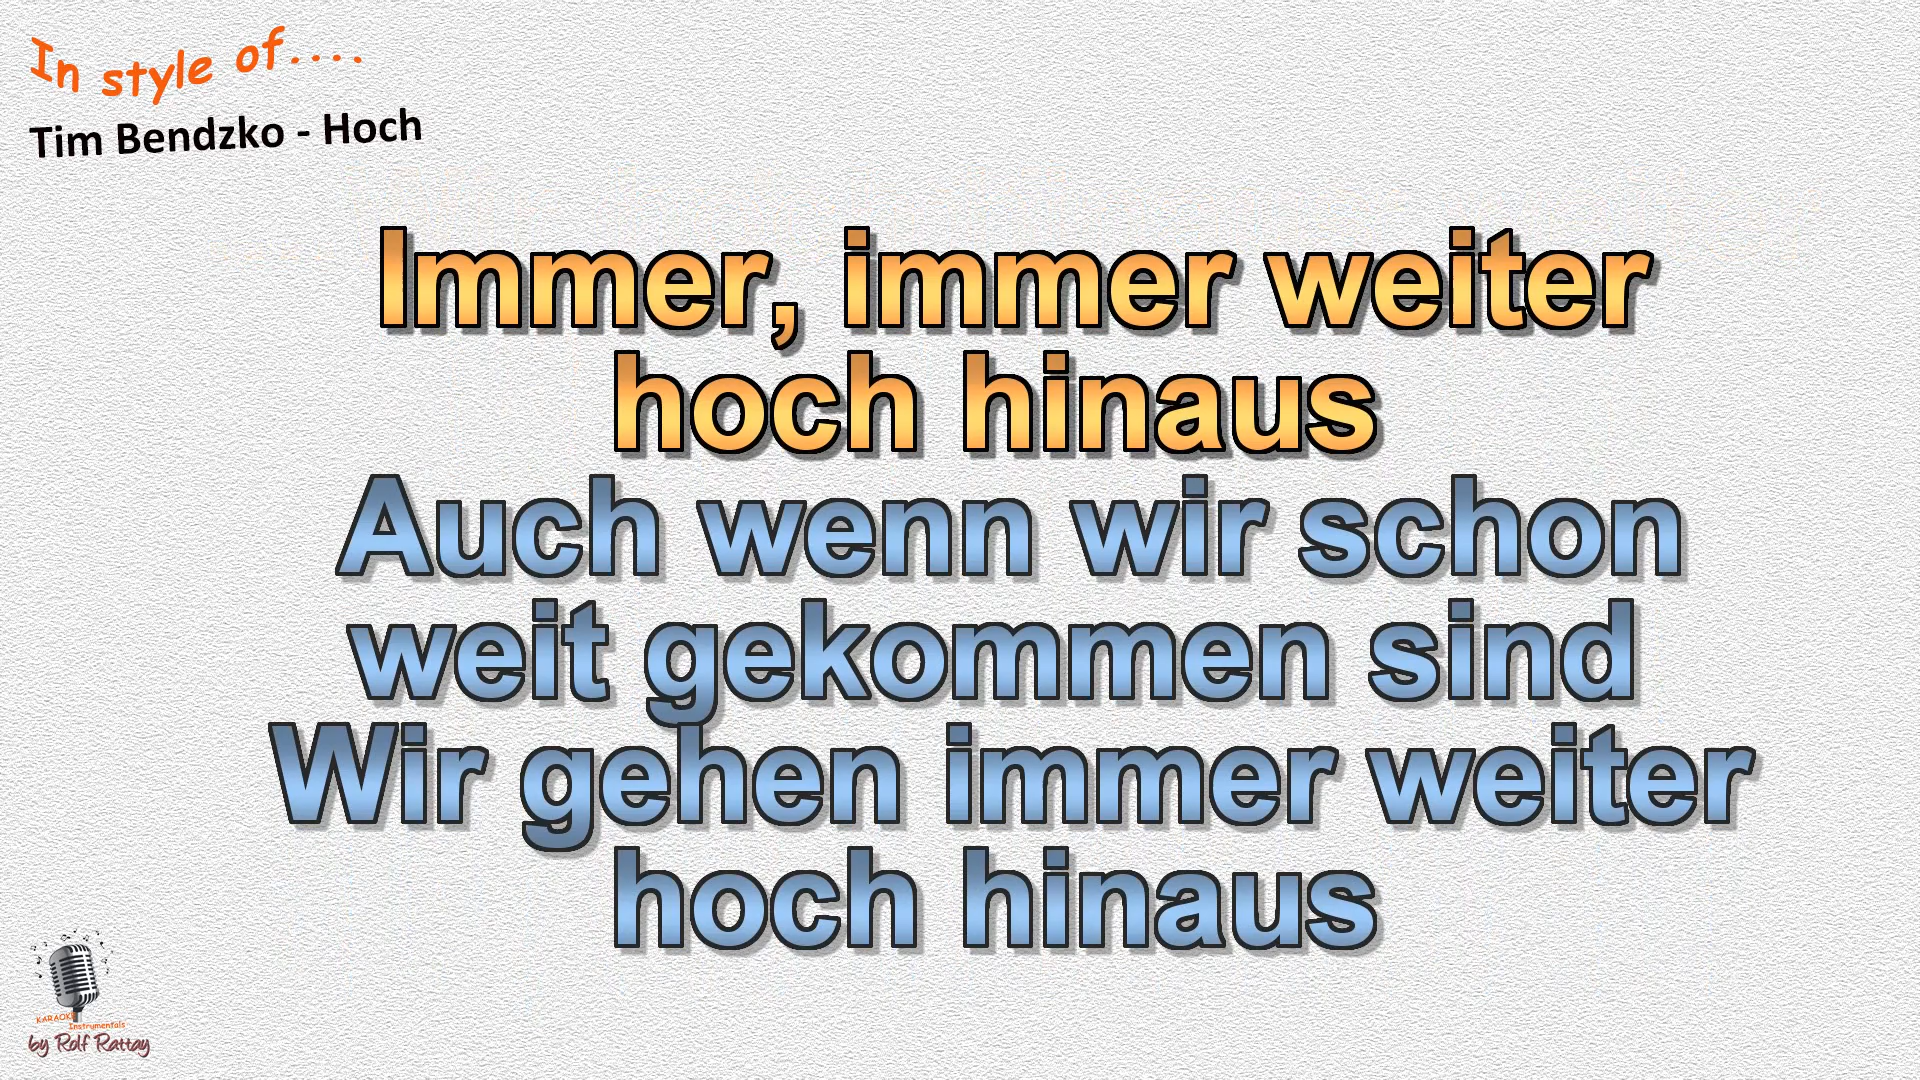 In style of....
Tim Bendzko - Hoch
Immer, immer weiter
hoch hinaus
Auch wenn wir schon
weit gekommen sind
Wir gehen immer weiter
hoch hinaus
KARAOKE
Instrumentals
by Rolf Rattay